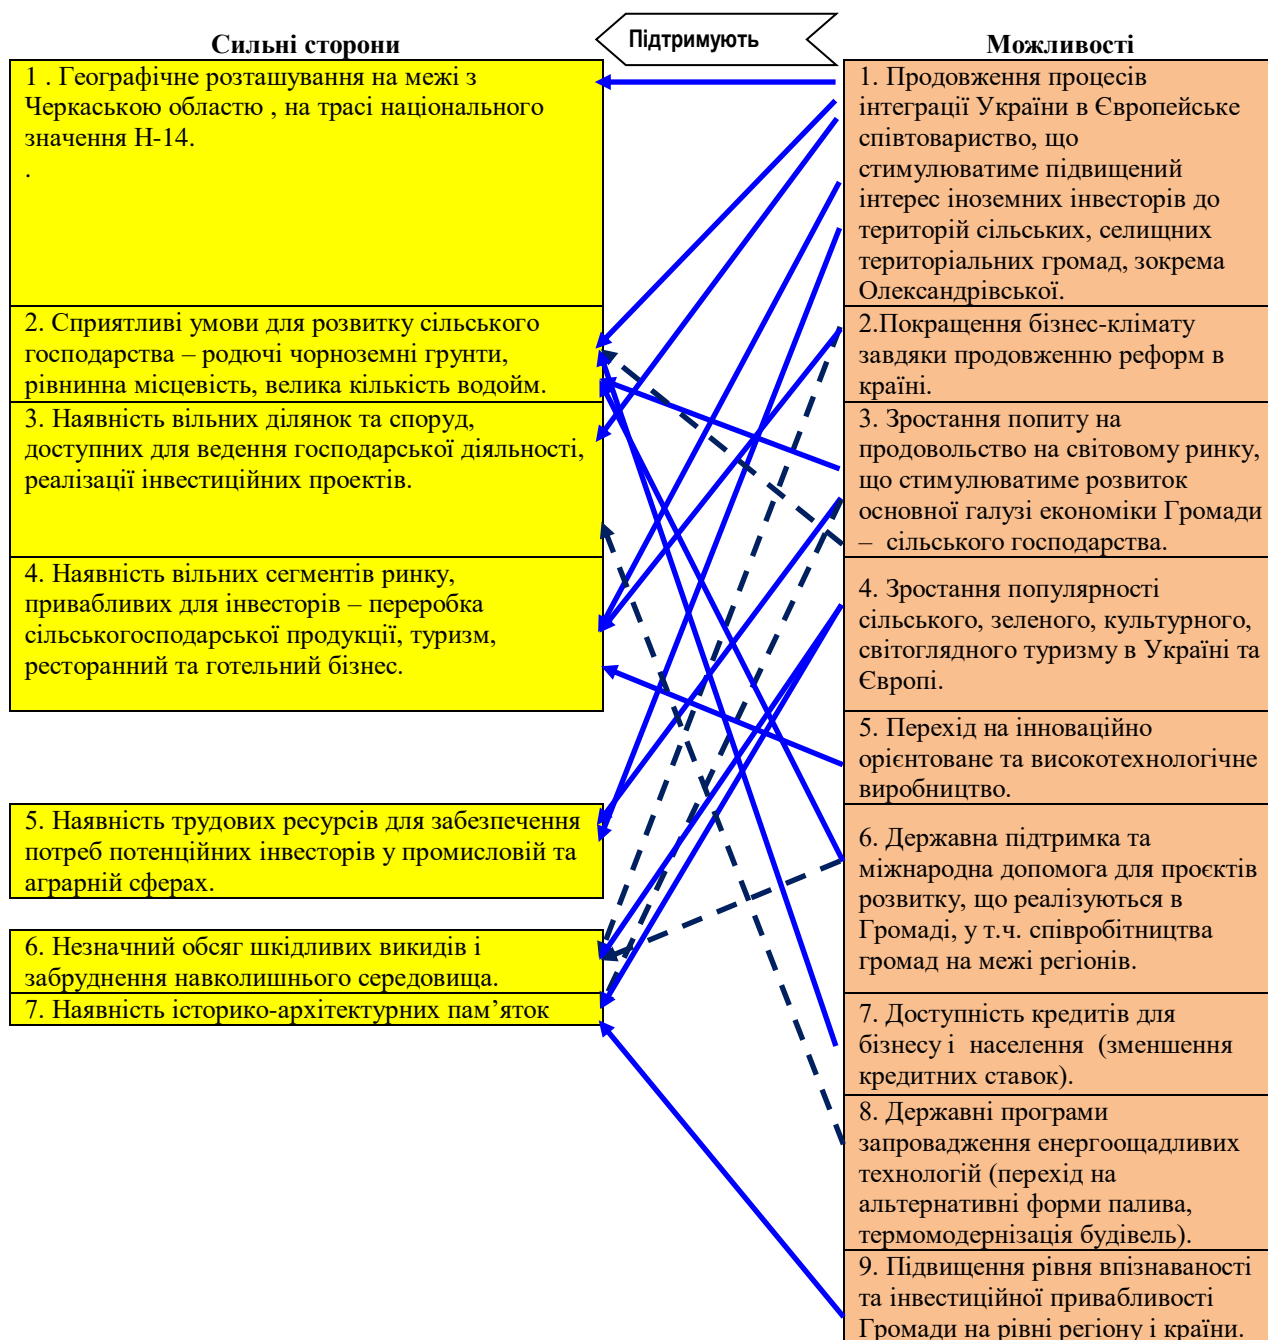 Підтримують
Сильні сторони
1 . Географічне розташування на межі з
Черкаською областю , на трасі національного
значення Н-14.
.
2. Сприятливі умови для розвитку сільського
господарства – родючі чорноземні грунти,
рівнинна місцевість, велика кількість водойм.
3. Наявність вільних ділянок та споруд,
доступних для ведення господарської діяльності,
реалізації інвестиційних проектів.
4. Наявність вільних сегментів ринку,
привабливих для інвесторів – переробка
сільськогосподарської продукції, туризм,
ресторанний та готельний бізнес.
5. Наявність трудових ресурсів для забезпечення
потреб потенційних інвесторів у промисловій та
аграрній сферах.
6. Незначний обсяг шкідливих викидів і
забруднення навколишнього середовища.
7. Наявність історико-архітектурних пам’яток
Можливості
1. Продовження процесів
інтеграції України в Європейське
співтовариство, що
стимулюватиме підвищений
інтерес іноземних інвесторів до
територій сільських, селищних
територіальних громад, зокрема
Олександрівської.
2.Покращення бізнес-клімату
завдяки продовженню реформ в
країні.
3. Зростання попиту на
продовольство на світовому ринку,
що стимулюватиме розвиток
основної галузі економіки Громади
– сільського господарства.
4. Зростання популярності
сільського, зеленого, культурного,
світоглядного туризму в Україні та
Європі.
5. Перехід на інноваційно
орієнтоване та високотехнологічне
виробництво.
6. Державна підтримка та
міжнародна допомога для проєктів
розвитку, що реалізуються в
Громаді, у т.ч. співробітництва
громад на межі регіонів.
7. Доступність кредитів для
бізнесу і населення (зменшення
кредитних ставок).
8. Державні програми
запровадження енергоощадливих
технологій (перехід на
альтернативні форми палива,
термомодернізація будівель).
9. Підвищення рівня впізнаваності
та інвестиційної привабливості
Громади на рівні регіону і країни.